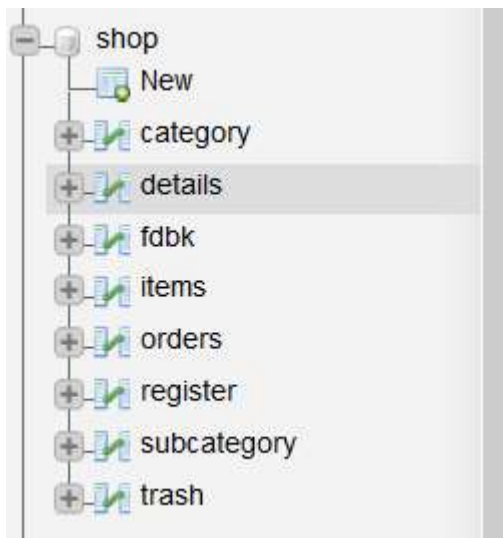 shop
New
category
details
fdbk
items
orders
register
subcategory
trash